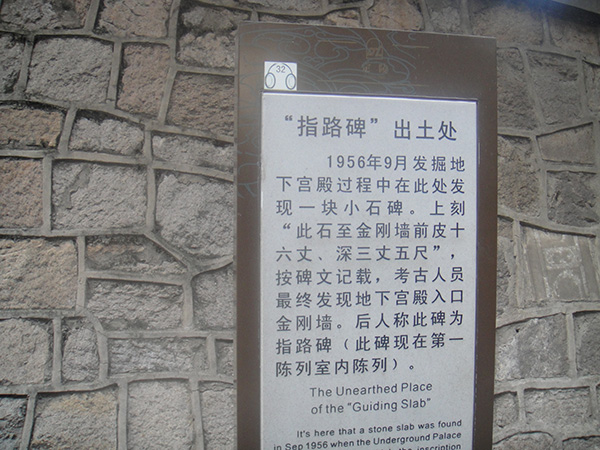 32
“指路碑”出土处
1956年9月发掘地
下宫殿过程中在此处发
现一块小石碑。上刻
“此石至金刚墙前皮十
六丈、深三丈五尺”，
按碑文记载，考古人员
最终发现地下宫殿入口
金刚墙。后人称此碑为
指路碑（此碑现在第一
陈列室内陈列）。
The Unearthed Place
of the "Guiding Slab"
It's here that a stone slab was found
in Sep 1956 when the Underground Palace
the inscription